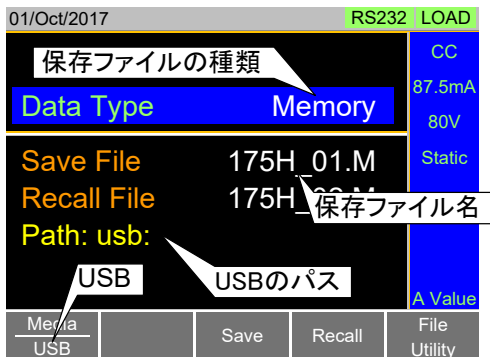 01/Oct/2017 RS232 LOAD
保存ファイルの種類
CC
87.5mA
80V
Static
A Value
Data Type Memory
Save File 175H_01.M
Recall File 175H_
保存ファイル名
Path: usb:
USB
USBのパス
Media
USB
Save
Recall
File
Utility